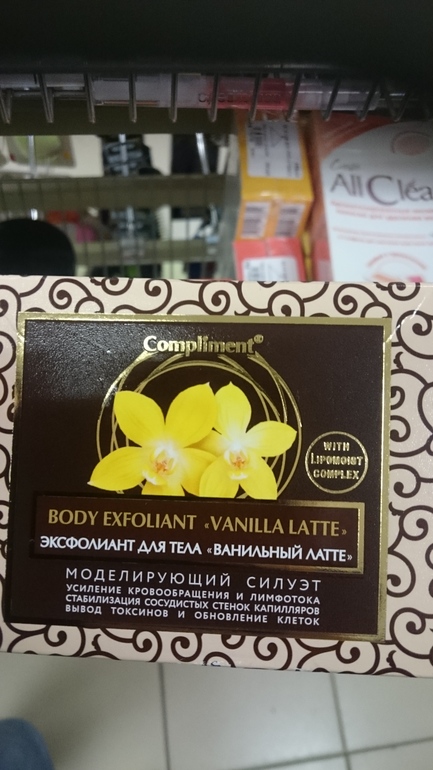 All Cléa
Compliment®
WITH
LIPOMOIST
COMPLEX
BODY EXFOLIANT «VANILLA LATTE»
ЭКСФОЛИАНТ ДЛЯ ТЕЛА «ВАНИЛЬНЫЙ ЛАТТЕ»
МОДЕЛИРУЮЩИЙ СИЛУЭТ
УСИЛЕНИЕ КРОВООБРАЩЕНИЯ И ЛИМФОТОКА
СТАБИЛИЗАЦИЯ СОСУДИСТЫХ СТЕНОК КАПИЛЛЯРОВ
ВЫВОД ТОКСИНОВ И ОБНОВЛЕНИЕ КЛЕТОК